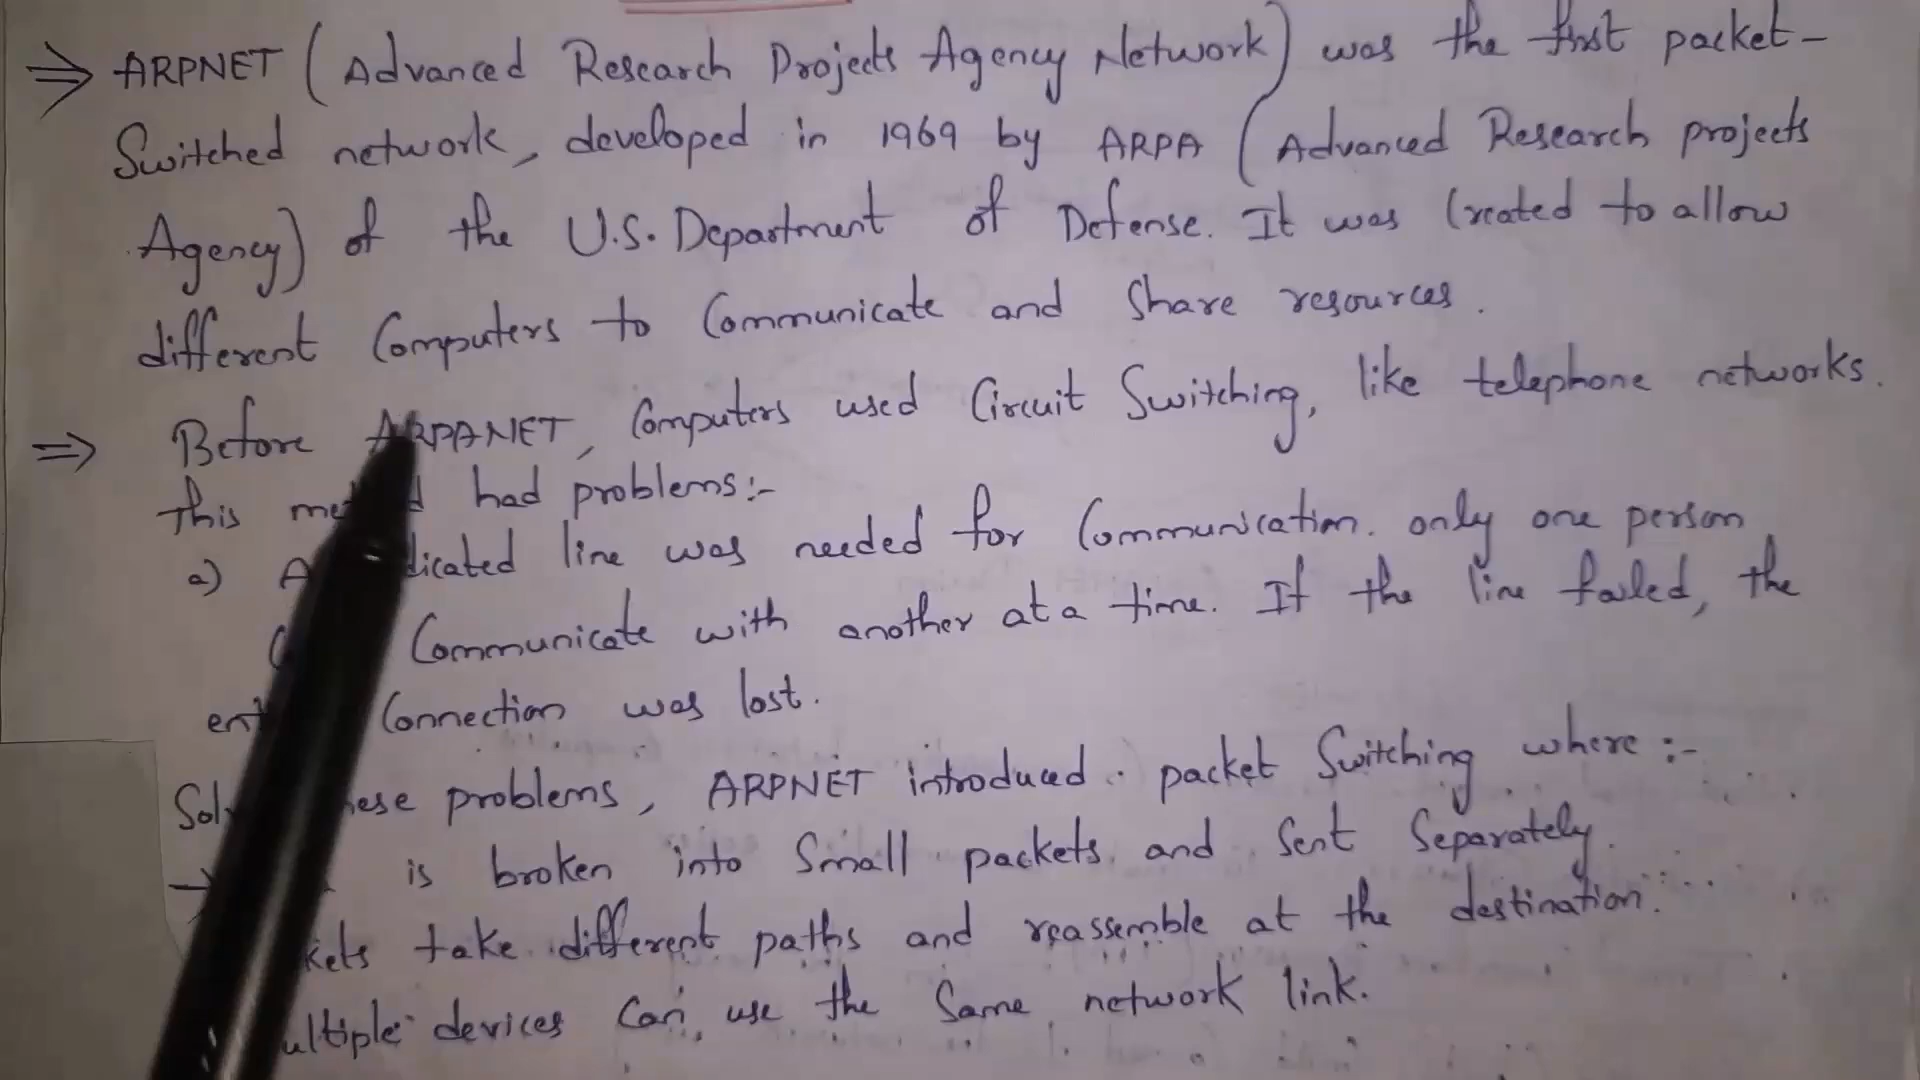 ⇒ ARPNET (Advanced Research Projects Agency Network) was the first packet-
Switched network, developed in 1969 by ARPA (Advanced Research projects
Agency) of the U.S. Department of Defense. It was Created to allow
different Computers to Communicate and Share resources.
⇒ Before ARPANET, Computers used Circuit Switching, like telephone networks.
This had problems:-
a) A line was needed for Communication. only one person
Communicate with another at a time. If the line failed, the
Connection was lost.
problems, ARPNET introduced packet Switching where :-
→ is broken into Small packets and Sent Separately.
take different paths and reassemble at the destination.
devices Can use the Same network link.